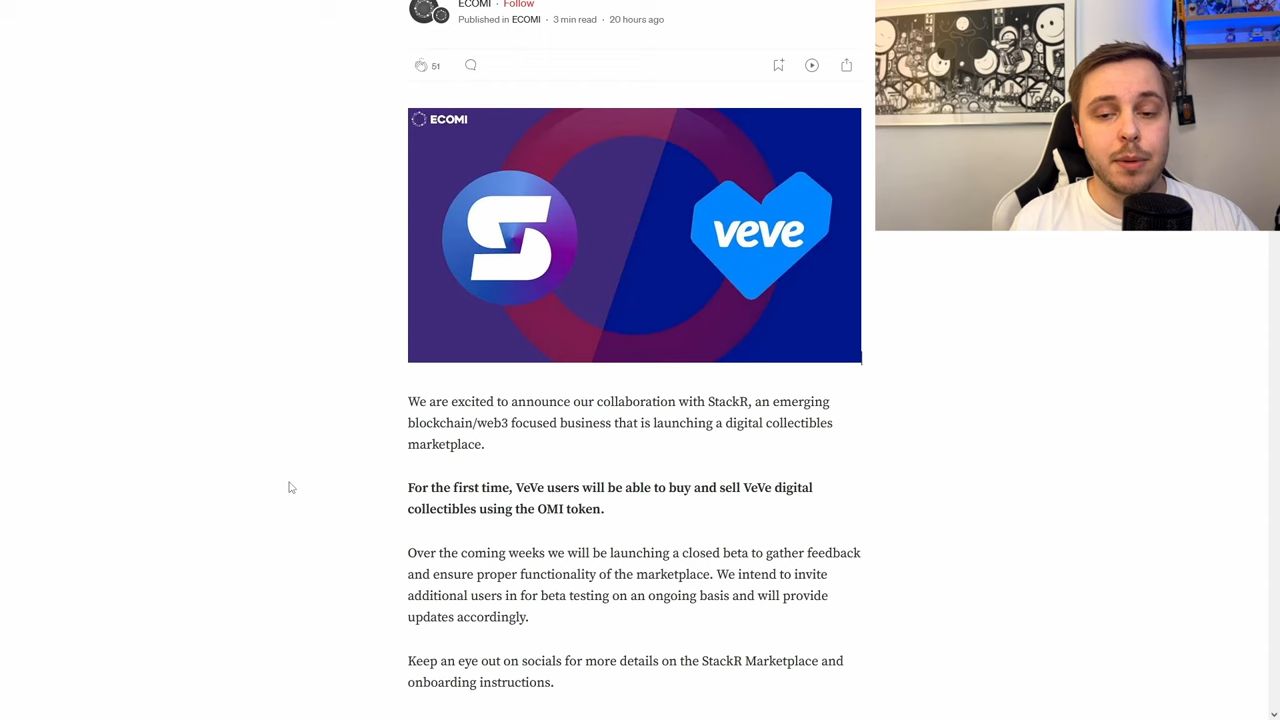 ECOMI · Follow
Published in ECOMI · 3 min read · 20 hours ago
51
ECOMI
S
veve
We are excited to announce our collaboration with StackR, an emerging
blockchain/web3 focused business that is launching a digital collectibles
marketplace.
For the first time, VeVe users will be able to buy and sell VeVe digital
collectibles using the OMI token.
Over the coming weeks we will be launching a closed beta to gather feedback
and ensure proper functionality of the marketplace. We intend to invite
additional users in for beta testing on an ongoing basis and will provide
updates accordingly.
Keep an eye out on socials for more details on the StackR Marketplace and
onboarding instructions.